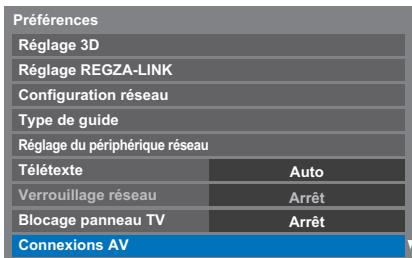 Préférences
Réglage 3D
Réglage REGZA-LINK
Configuration réseau
Type de guide
Réglage du périphérique réseau
Télétexte Auto
Verrouillage réseau Arrêt
Blocage panneau TV Arrêt
Connexions AV